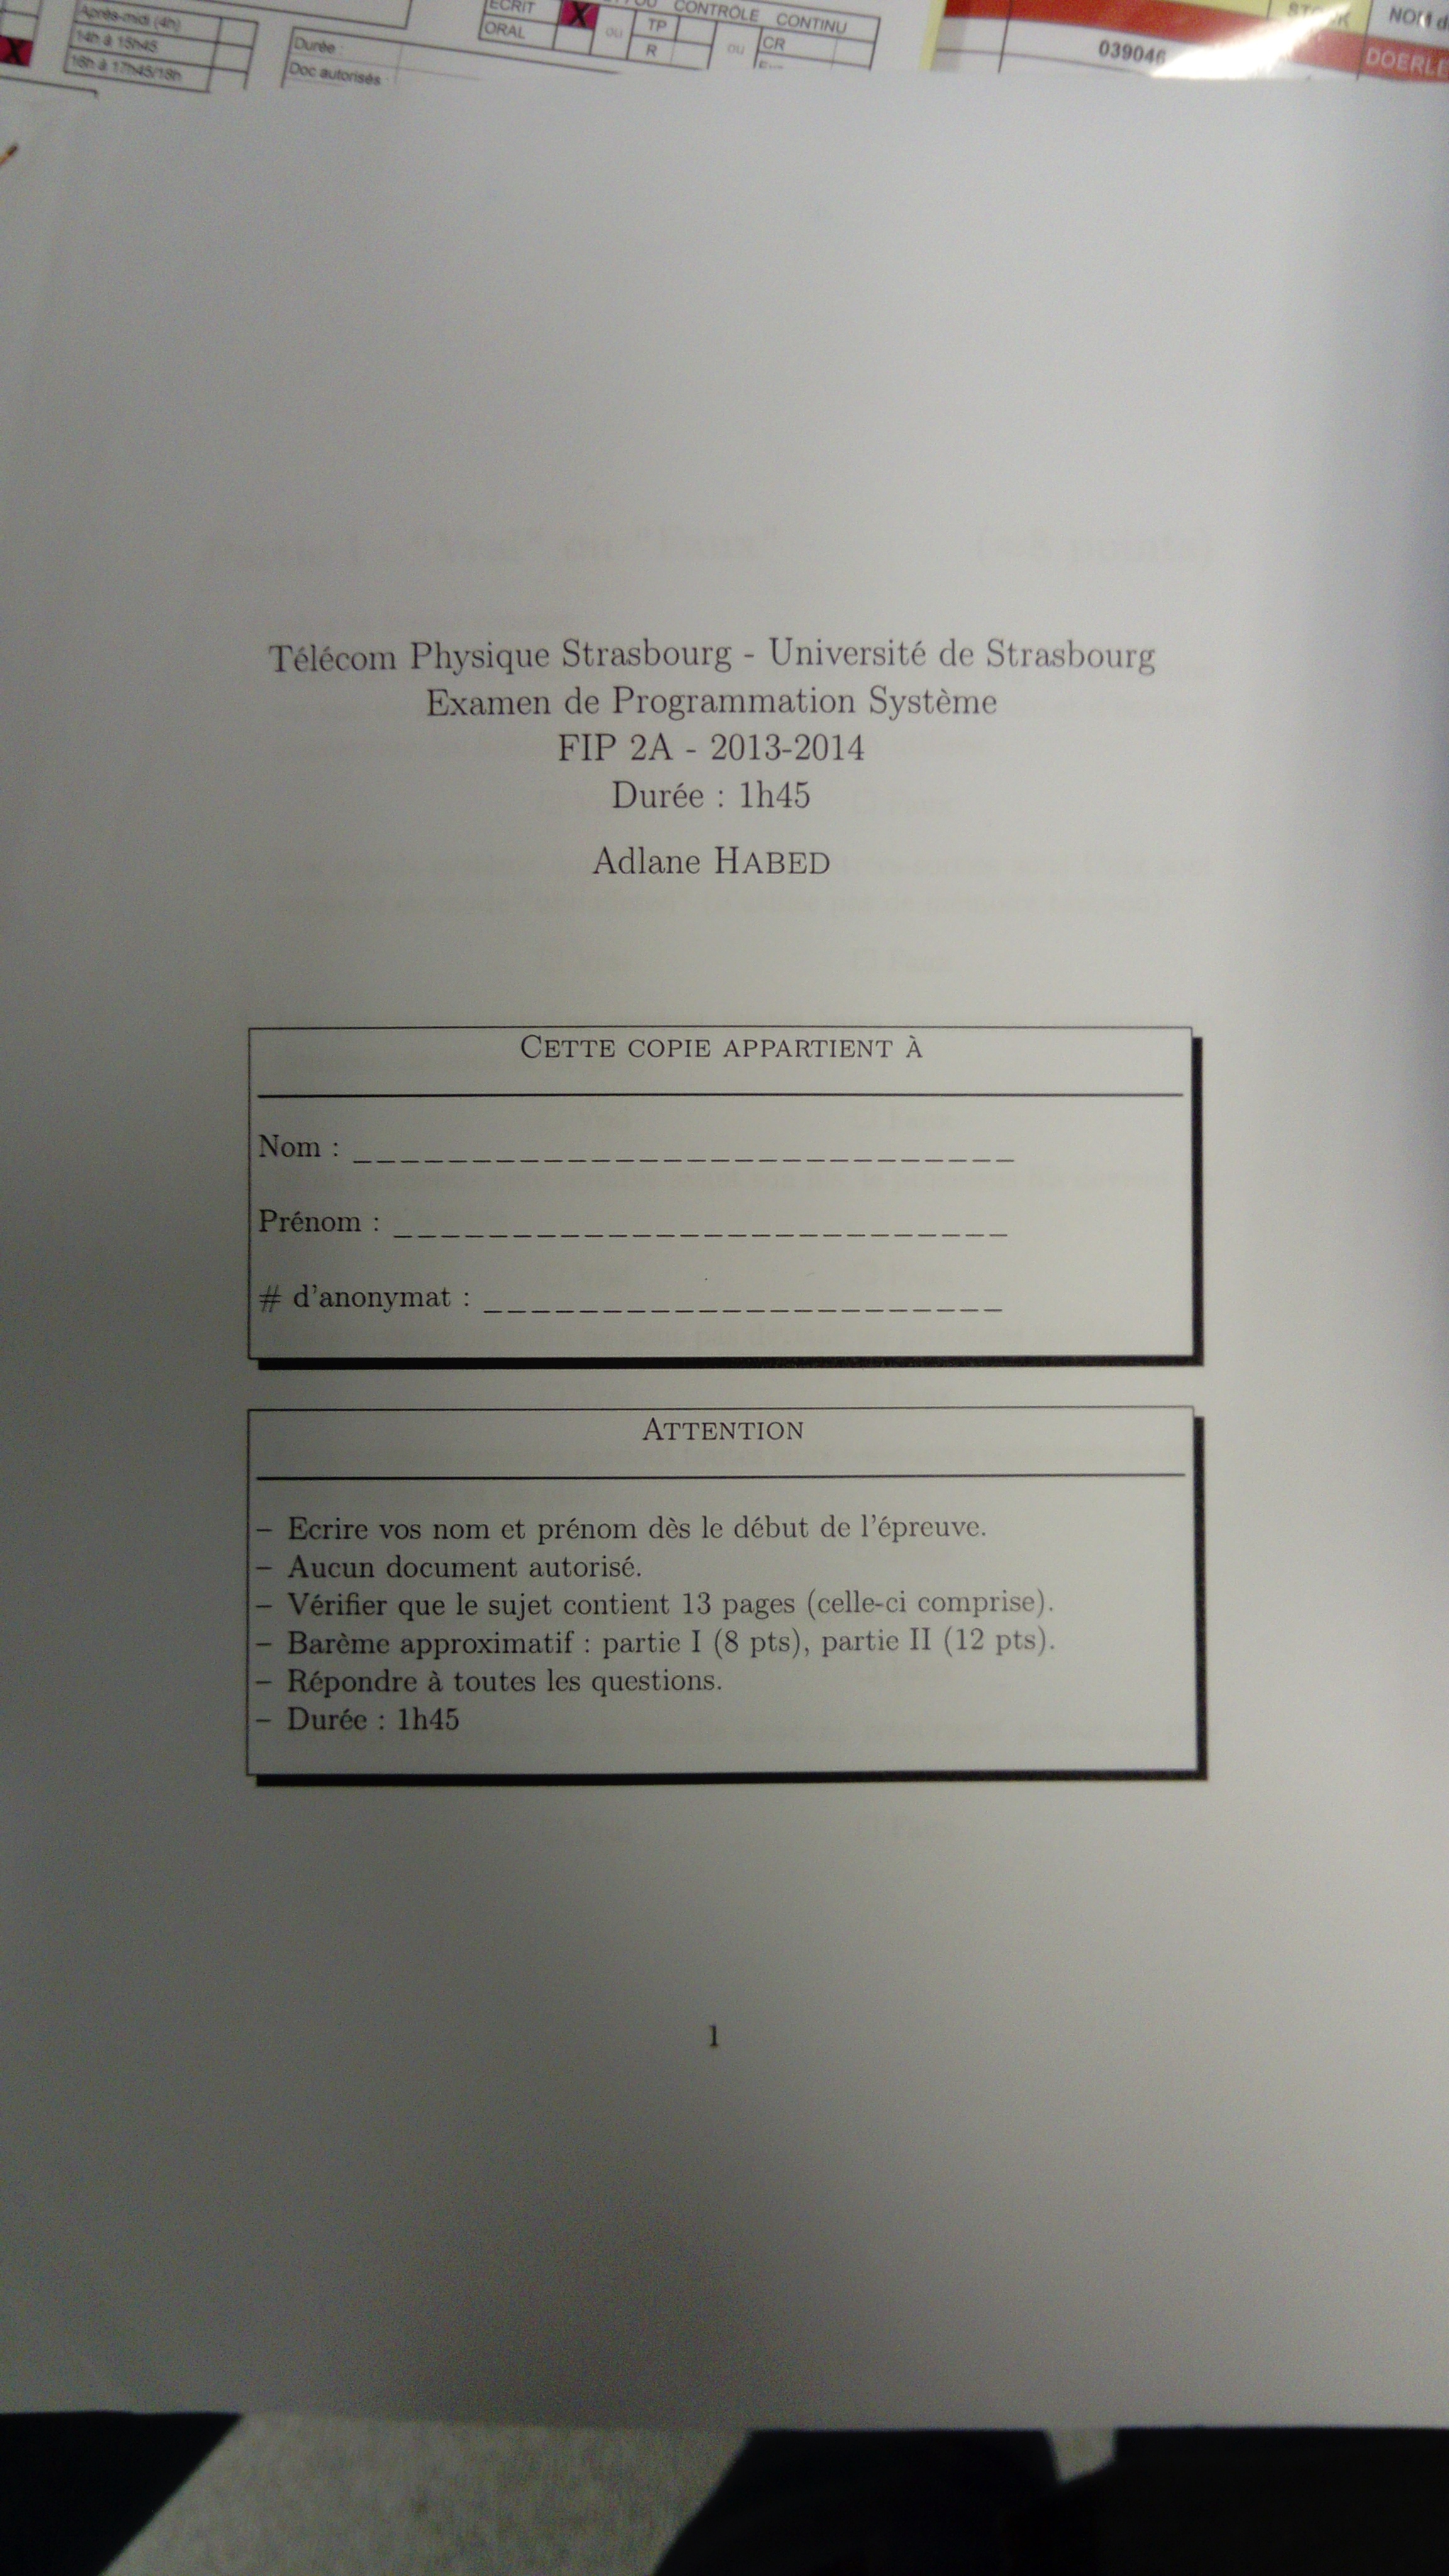 Après-midi (4h)
14h à 15h45
16h à 17h45/18h
Durée :
Doc autorisés :
ECRIT X
ORAL
ou
TP
R
CONTRÔLE CONTINU
ou
CR
039046
NOM d
DOERLE
X
Télécom Physique Strasbourg - Université de Strasbourg
Examen de Programmation Système
FIP 2A - 2013-2014
Durée : 1h45
Adlane HABED
CETTE COPIE APPARTIENT À
Nom : _ _ _ _ _ _ _ _ _ _ _ _ _ _ _ _ _ _ _ _ _ _ _ _ _ _ _ _
Prénom : _ _ _ _ _ _ _ _ _ _ _ _ _ _ _ _ _ _ _ _ _ _ _ _ _ _
# d'anonymat : _ _ _ _ _ _ _ _ _ _ _ _ _ _ _ _ _ _ _ _ _ _
ATTENTION
– Ecrire vos nom et prénom dès le début de l'épreuve.
– Aucun document autorisé.
– Vérifier que le sujet contient 13 pages (celle-ci comprise).
– Barème approximatif : partie I (8 pts), partie II (12 pts).
– Répondre à toutes les questions.
– Durée : 1h45
1